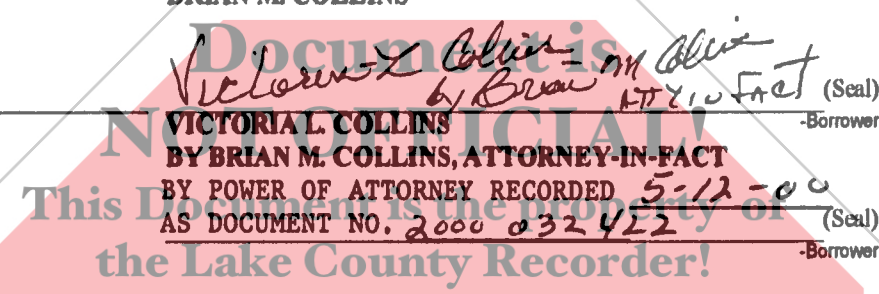 BRIAN M. COLLINS
Document is
Victoria L Collins
by Brian M Collins
ATTY IN FACT (Seal)
-Borrower
NOT OFFICIAL!
VICTORIA L. COLLINS
BY BRIAN M. COLLINS, ATTORNEY-IN-FACT
BY POWER OF ATTORNEY RECORDED 5-12-00
This Document is the property of
AS DOCUMENT NO. 2000 032422 (Seal)
-Borrower
the Lake County Recorder!